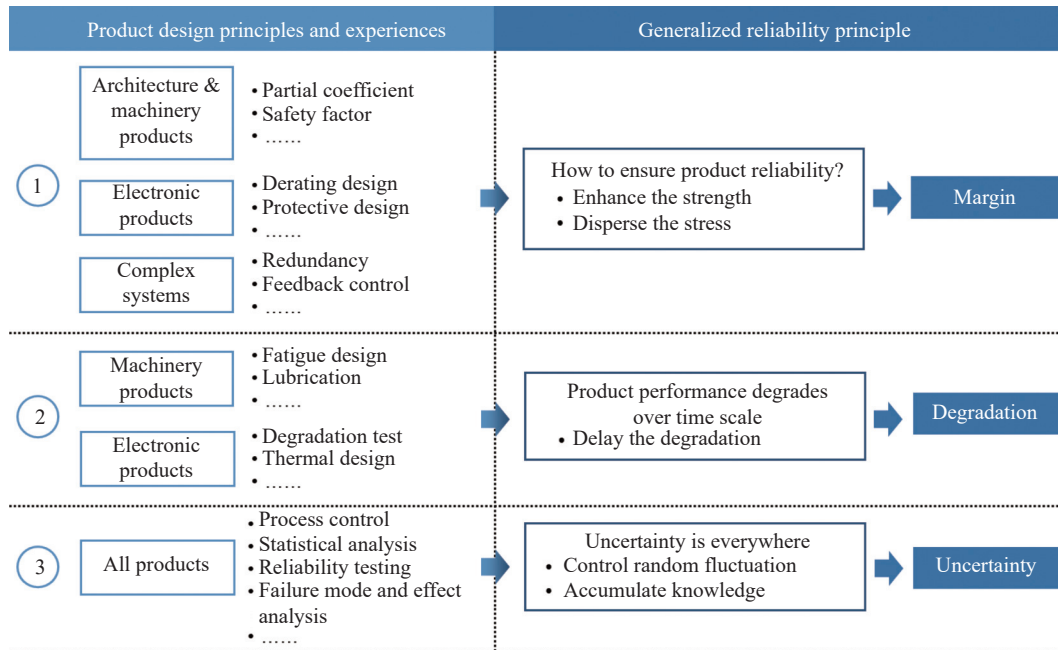 Product design principles and experiences
Generalized reliability principle
1
Architecture &
machinery
products
• Partial coefficient
• Safety factor
• ……
Electronic
products
• Derating design
• Protective design
• ……
Complex
systems
• Redundancy
• Feedback control
• ……
How to ensure product reliability?
• Enhance the strength
• Disperse the stress
Margin
2
Machinery
products
• Fatigue design
• Lubrication
• ……
Electronic
products
• Degradation test
• Thermal design
• ……
Product performance degrades
over time scale
• Delay the degradation
Degradation
3
All products
• Process control
• Statistical analysis
• Reliability testing
• Failure mode and effect
analysis
• ……
Uncertainty is everywhere
• Control random fluctuation
• Accumulate knowledge
Uncertainty